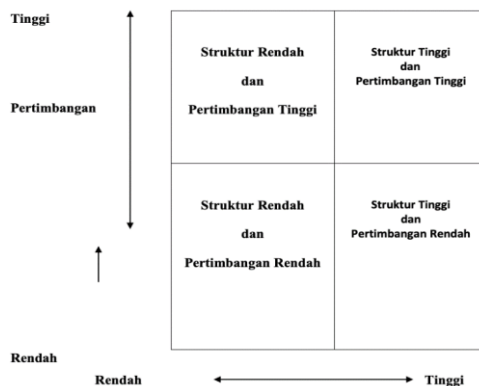 Tinggi
Struktur Rendah
dan
Pertimbangan Tinggi
Struktur Tinggi
dan
Pertimbangan Tinggi
Pertimbangan
Struktur Rendah
dan
Pertimbangan Rendah
Struktur Tinggi
dan
Pertimbangan Rendah
Rendah
Rendah
Tinggi